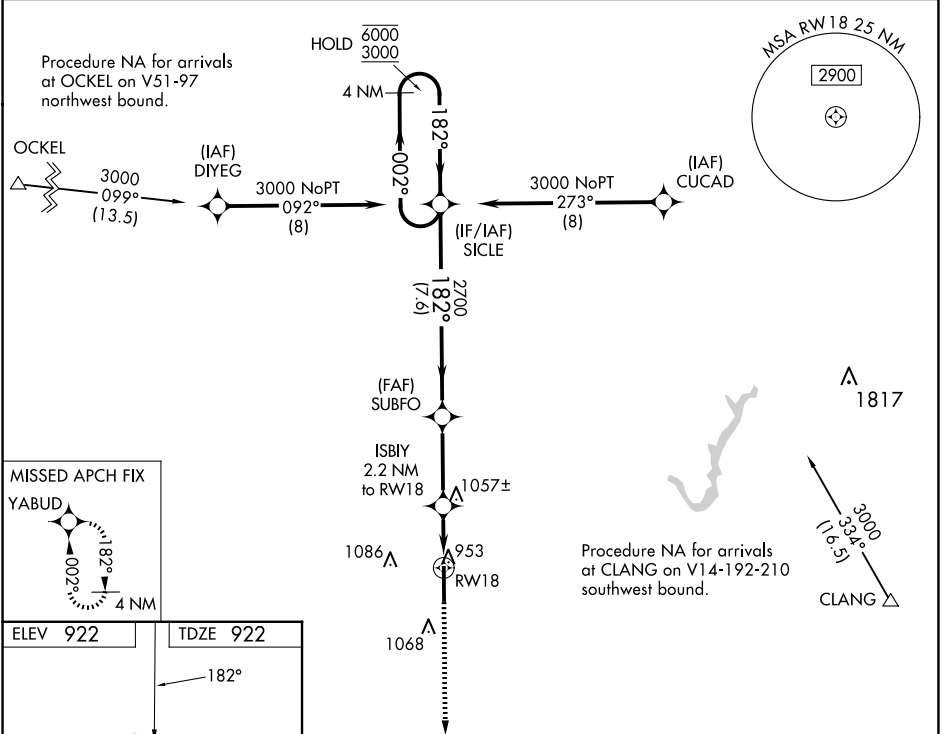 Procedure NA for arrivals
at OCKEL on V51-97
northwest bound.
HOLD
6000
3000
4 NM
182°
002°
MSA RW18 25 NM
2900
OCKEL
3000
099°
(13.5)
(IAF)
DIYEG
3000 NoPT
092°
(8)
(IF/IAF)
SICLE
3000 NoPT
273°
(8)
(IAF)
CUCAD
2700
182°
(7.6)
(FAF)
SUBFO
ISBIY
2.2 NM
to RW18
1057±
1817
1086
953
RW18
1068
Procedure NA for arrivals
at CLANG on V14-192-210
southwest bound.
3000
334°
(16.5)
CLANG
MISSED APCH FIX
YABUD
182°
002°
4 NM
ELEV 922
TDZE 922
182°